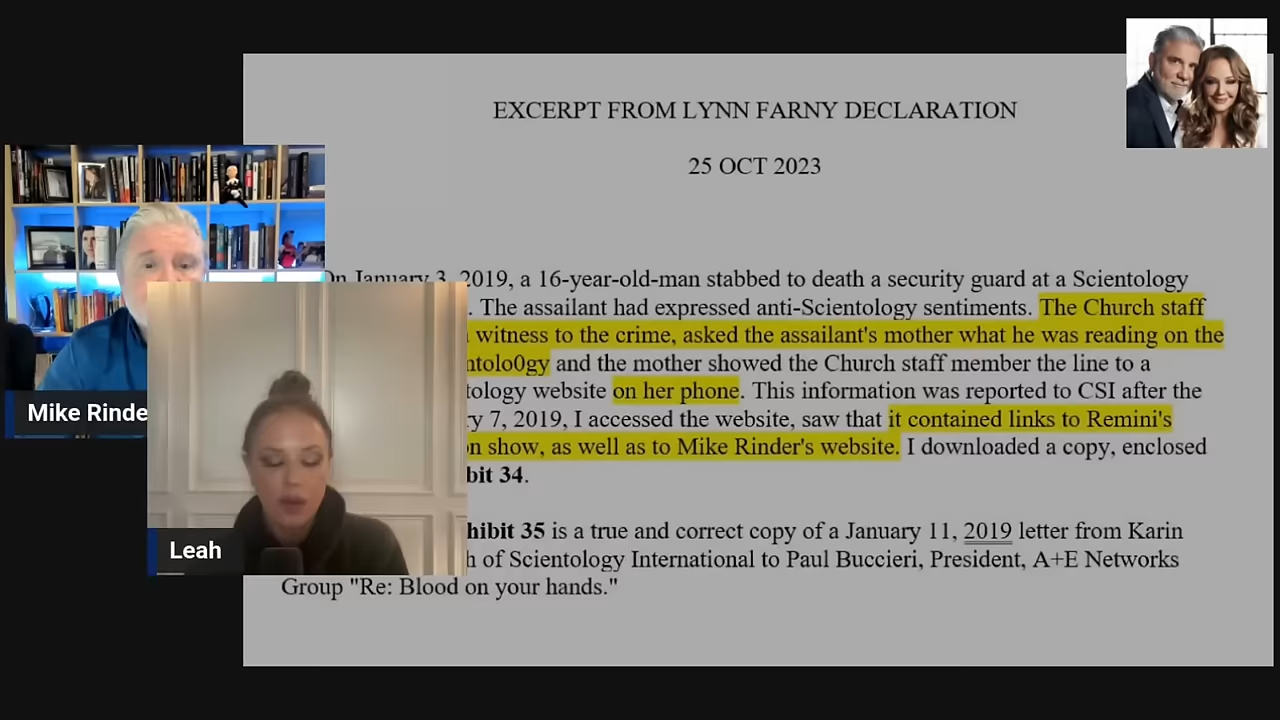 EXCERPT FROM LYNN FARNY DECLARATION
25 OCT 2023
On January 3, 2019, a 16-year-old-man stabbed to death a security guard at a Scientology
. The assailant had expressed anti-Scientology sentiments. The Church staff
witness to the crime, asked the assailant's mother what he was reading on the
ntolo0gy and the mother showed the Church staff member the line to a
tology website on her phone. This information was reported to CSI after the
ry 7, 2019, I accessed the website, saw that it contained links to Remini's
n show, as well as to Mike Rinder's website. I downloaded a copy, enclosed
bit 34.
hibit 35 is a true and correct copy of a January 11, 2019 letter from Karin
h of Scientology International to Paul Buccieri, President, A+E Networks
Group "Re: Blood on your hands."
Mike Rinde
Leah